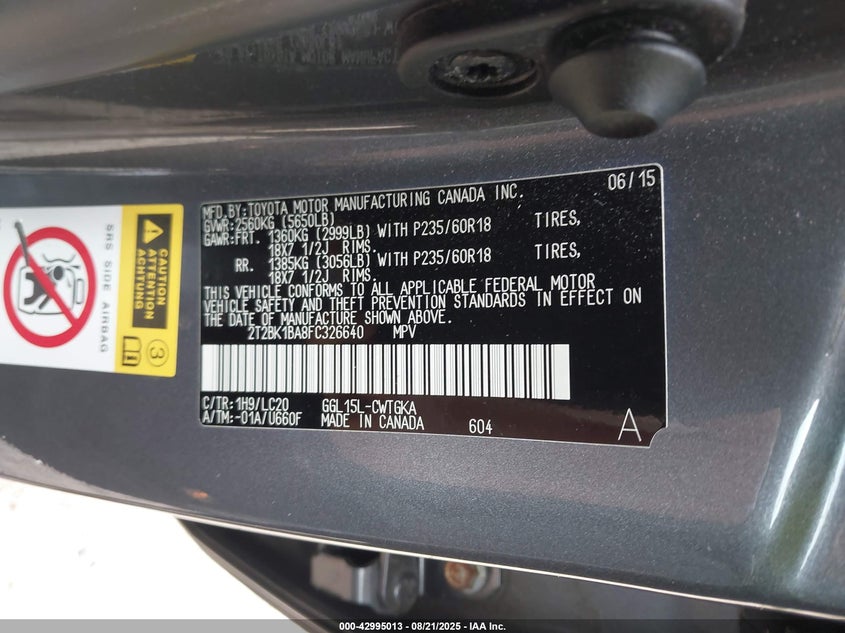 MFD.BY:TOYOTA MOTOR MANUFACTURING CANADA INC. 06/15
GVWR:2560KG (5650LB)
GAWR:FRT. 1360KG (2999LB) WITH P235/60R18 TIRES,
18X7 1/2J RIMS.
RR. 1385KG (3056LB) WITH P235/60R18 TIRES,
18X7 1/2J RIMS.
THIS VEHICLE CONFORMS TO ALL APPLICABLE FEDERAL MOTOR
VEHICLE SAFETY AND THEFT PREVENTION STANDARDS IN EFFECT ON
THE DATE OF MANUFACTURE SHOWN ABOVE.
2T2BK1BA8FC326640 MPV
C/TR:1H9/LC20 GGL15L-CWTGKA
A/TM:-01A/U660F MADE IN CANADA 604
A
CAUTION
ATTENTION
ACHTUNG
3
SRS SIDE AIRBAG
000-42995013 - 08/21/2025 - IAA Inc.